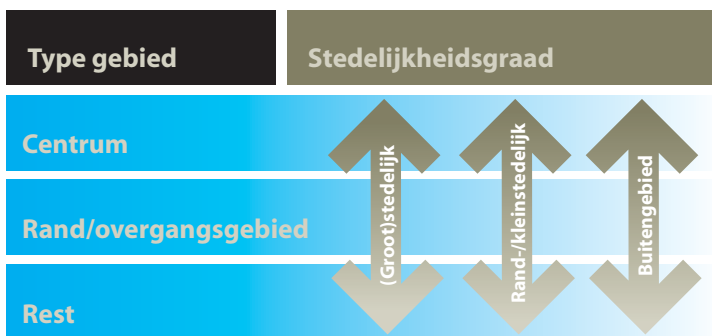 Type gebied
Stedelijkheidsgraad
Centrum
Rand/overgangsgebied
Rest
(Groot)stedelijk
Rand-/kleinstedelijk
Buitengebied